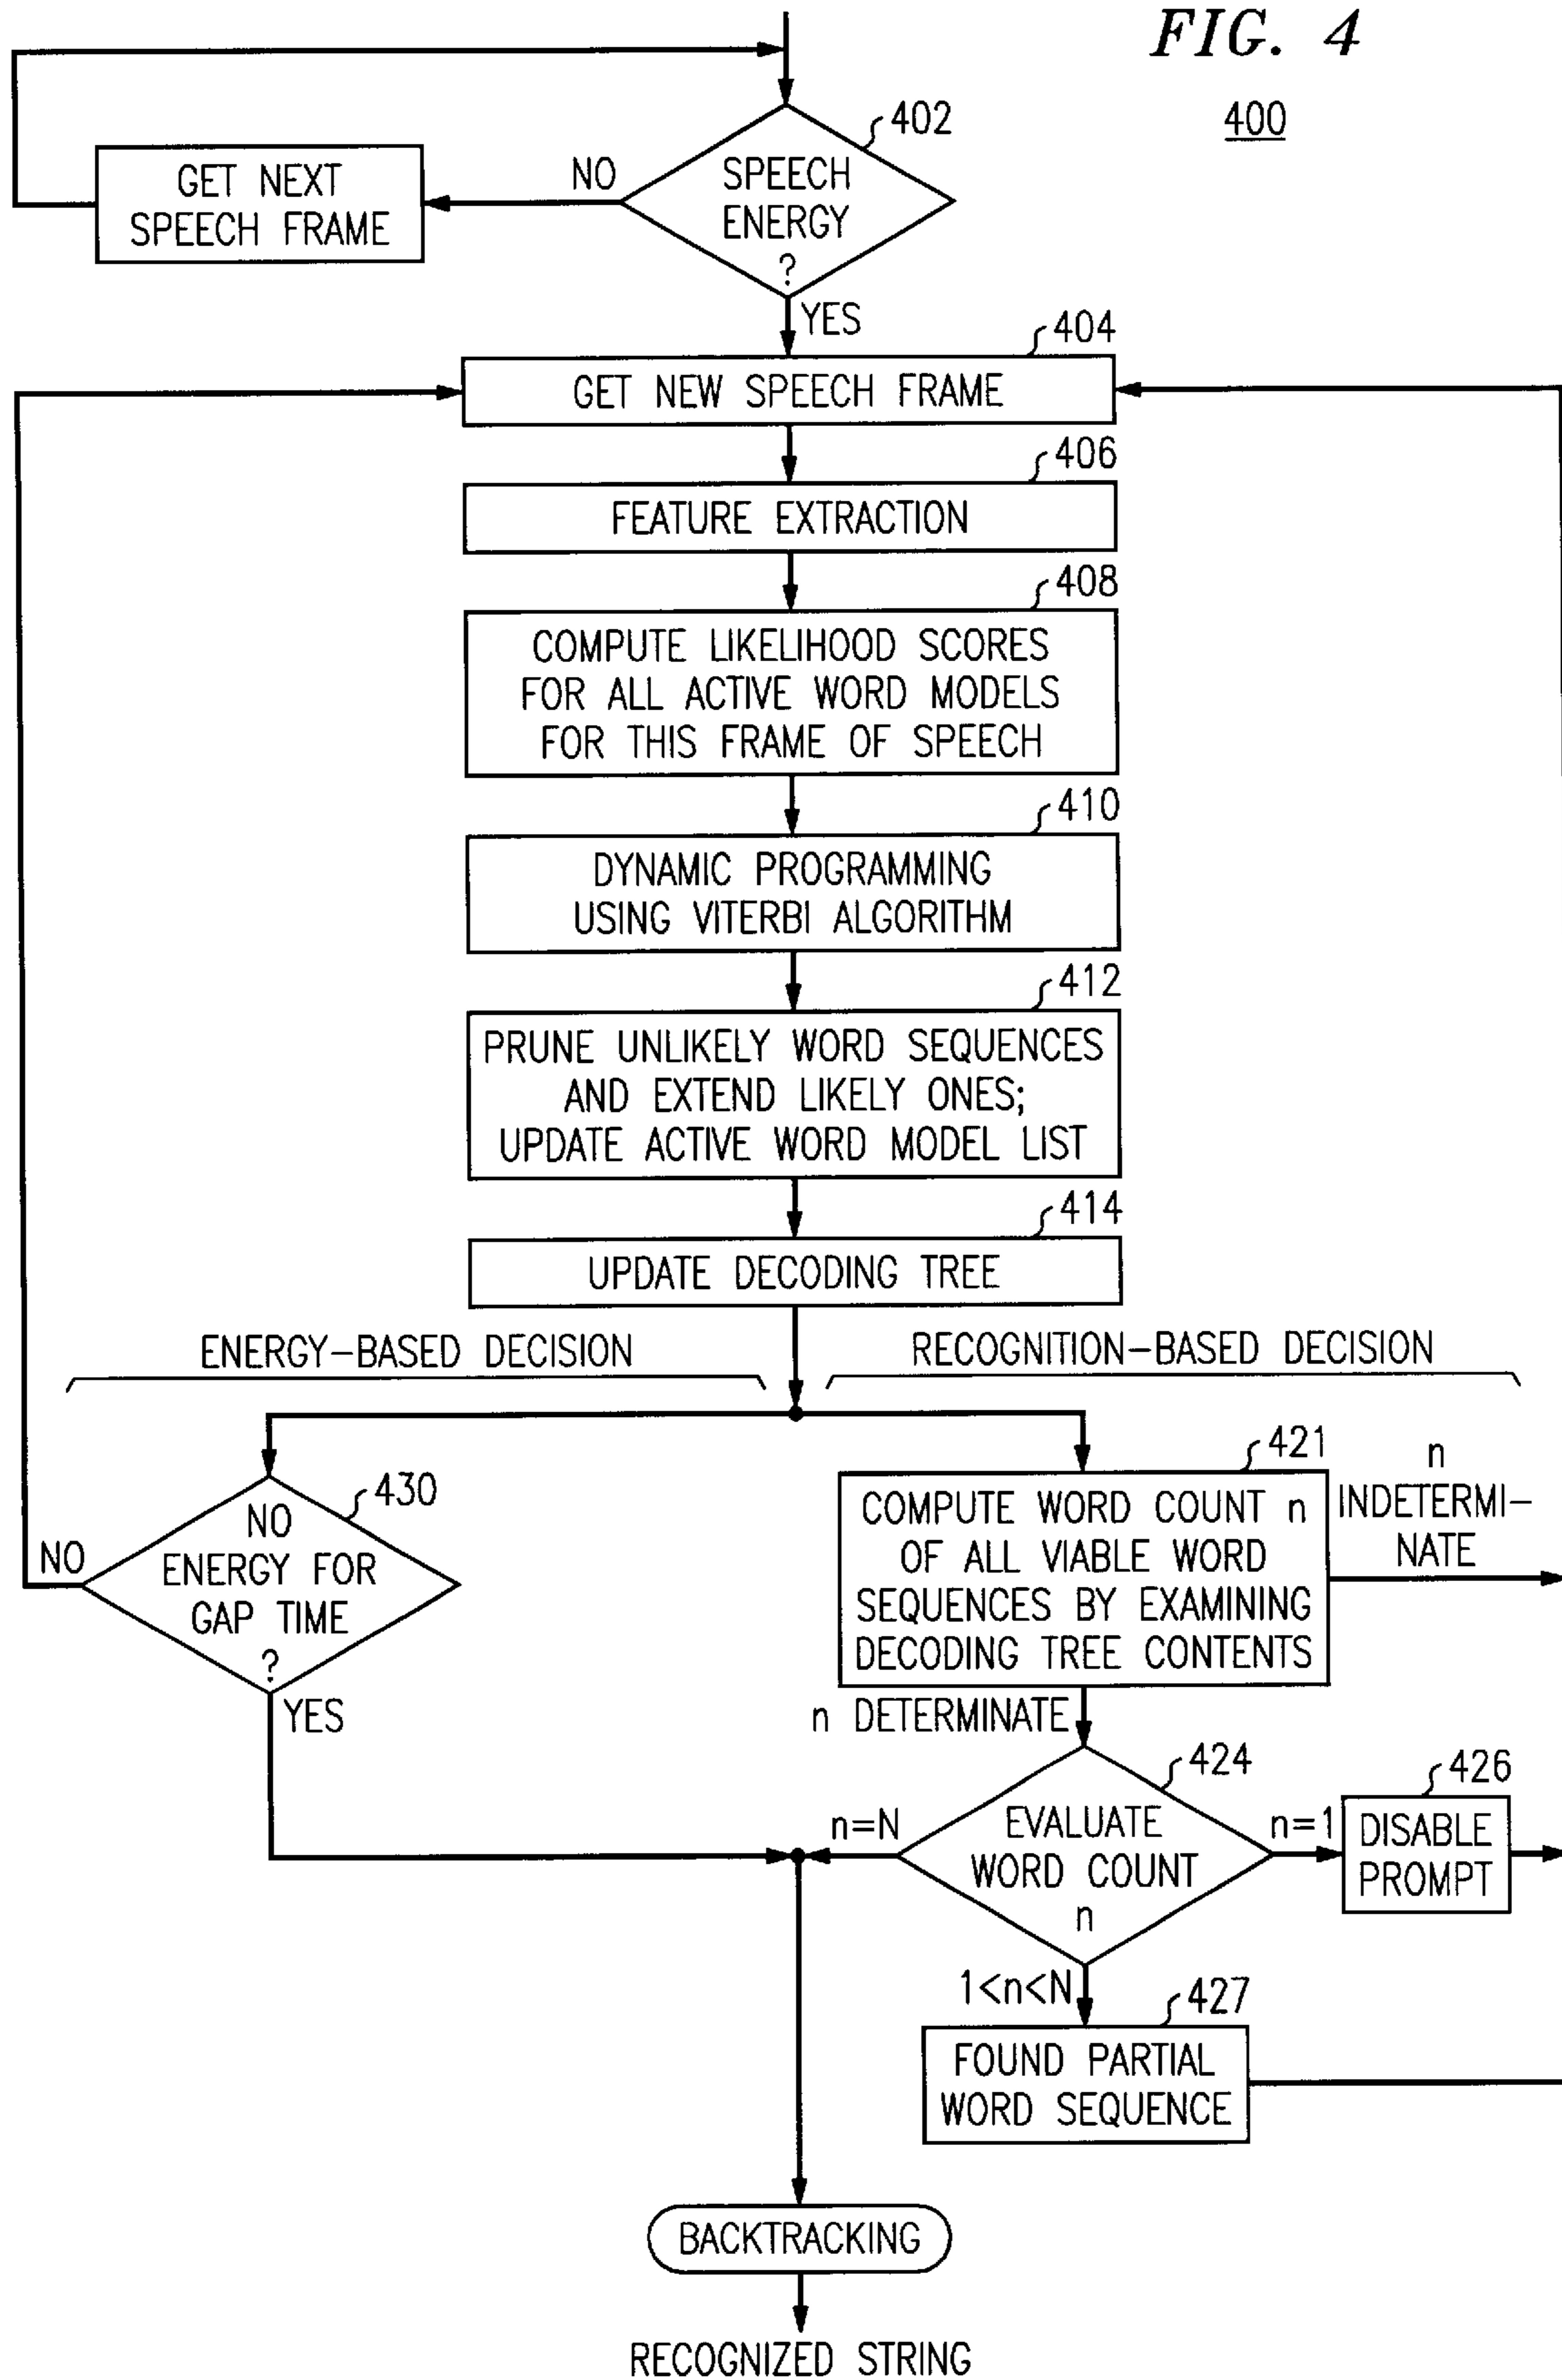 FIG. 4
400
402
SPEECH
ENERGY
?
NO
GET NEXT
SPEECH FRAME
YES
404
GET NEW SPEECH FRAME
406
FEATURE EXTRACTION
408
COMPUTE LIKELIHOOD SCORES
FOR ALL ACTIVE WORD MODELS
FOR THIS FRAME OF SPEECH
410
DYNAMIC PROGRAMMING
USING VITERBI ALGORITHM
412
PRUNE UNLIKELY WORD SEQUENCES
AND EXTEND LIKELY ONES;
UPDATE ACTIVE WORD MODEL LIST
414
UPDATE DECODING TREE
ENERGY-BASED DECISION
RECOGNITION-BASED DECISION
430
NO
ENERGY FOR
GAP TIME
?
NO
YES
421
COMPUTE WORD COUNT n
OF ALL VIABLE WORD
SEQUENCES BY EXAMINING
DECODING TREE CONTENTS
n
INDETERMI-
NATE
n DETERMINATE
424
EVALUATE
WORD COUNT
n
n=N
n=1
426
DISABLE
PROMPT
1<n<N
427
FOUND PARTIAL
WORD SEQUENCE
BACKTRACKING
RECOGNIZED STRING